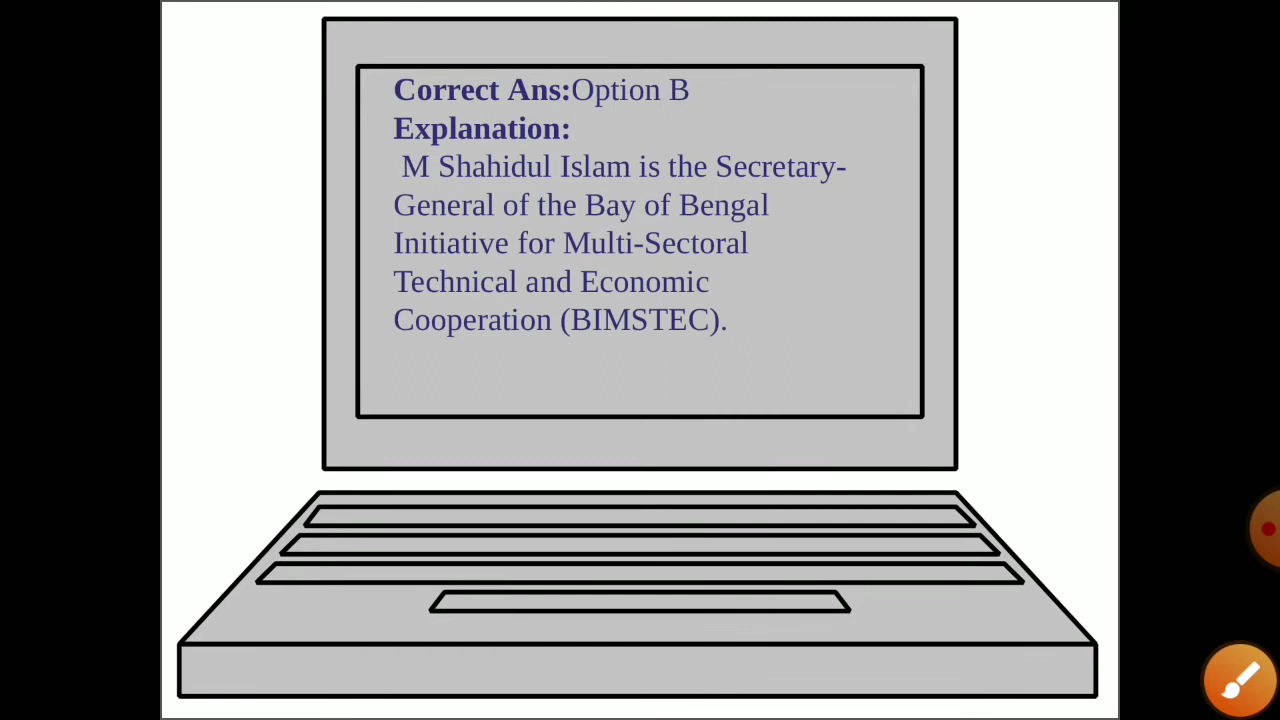 Correct Ans:Option B
Explanation:
M Shahidul Islam is the Secretary-
General of the Bay of Bengal
Initiative for Multi-Sectoral
Technical and Economic
Cooperation (BIMSTEC).